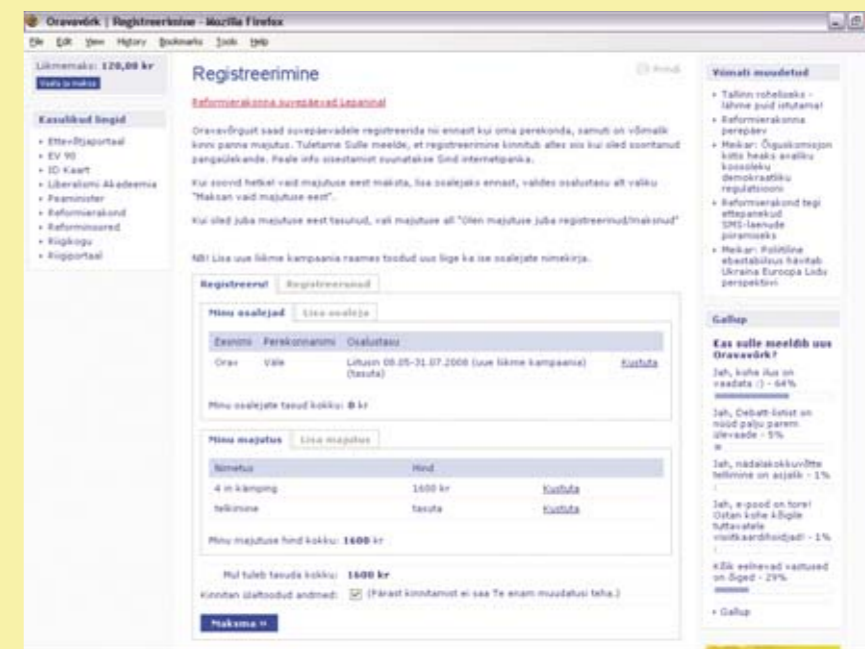 Oravavõrk | Registreerimine - Mozilla Firefox
File Edit View History Bookmarks Tools Help
Liikmemaks: 120,00 kr
Vaata ja maksa
Kasulikud lingid
Ettevõtjaportaal
EV 90
ID Kaart
Liberalismi Akadeemia
Peaminister
Reformierakond
Reforminoored
Riigikogu
Riigiportaal
Registreerimine
Prindi
Reformierakonna suvepäevad Lepaninal
Oravavõrgust saad suvepäevadele registreerida nii ennast kui oma perekonda, samuti on võimalik
kinni panna majutus. Tuletame Sulle meelde, et registreerimine kinnitub alles siis kui oled sooritanud
pangaülekande. Peale info sisestamist suunatakse Sind internetipanka.
Kui soovid hetkel vaid majutuse eest maksta, lisa osalejaks ennast, valides osalustasu alt valiku
"Maksan vaid majutuse eest".
Kui oled juba majutuse eest tasunud, vali majutuse all "Olen majutuse juba registreerinud/maksnud"
NB! Lisa uue liikme kampaania raames toodud uus liige ka ise osalejate nimekirja.
Registreeru! Registreerunud
Minu osalejad Lisa osaleja
Eesnimi Perekonnanimi Osalustasu
Orav Väle Liitusin 08.05-31.07.2008 (uue liikme kampaania) Kustuta
(tasuta)
Minu osalejate tasud kokku: 0 kr
Minu majutus Lisa majutus
Nimetus Hind
4 in kämping 1600 kr Kustuta
telkimine tasuta Kustuta
Minu majutuse hind kokku: 1600 kr
Mul tuleb tasuda kokku: 1600 kr
Kinnitan ülaltoodud andmed: (Pärast kinnitamist ei saa Te enam muudatusi teha.)
Maksma »
Viimati muudetud
Tallinn roheliseks -
lähme puid istutama!
Reformierakonna
perepäev
Meikar: Õiguskomisjon
kiitis heaks avaliku
koosoleku
demokraatliku
regulatsiooni
Reformierakond tegi
ettepanekud
SMS-laenude
piiramiseks
Meikar: Poliitiline
ebastabiilsus hävitab
Ukraina Euroopa Liidu
perspektiivi
Gallup
Kas sulle meeldib uus
Oravavõrk?
Jah, kohe ilus on
vaadata :) - 64%
Jah, Debatt-listist on
nüüd palju parem
ülevaade - 5%
Jah, nädalakokkuvõtte
tellimine on asjalik - 1%
Jah, e-pood on tore!
Ostan kohe kõigile
tuttavatele
visiitkaardihoidjad! - 1%
Kõik eelnevad vastused
on õiged - 29%
Gallup